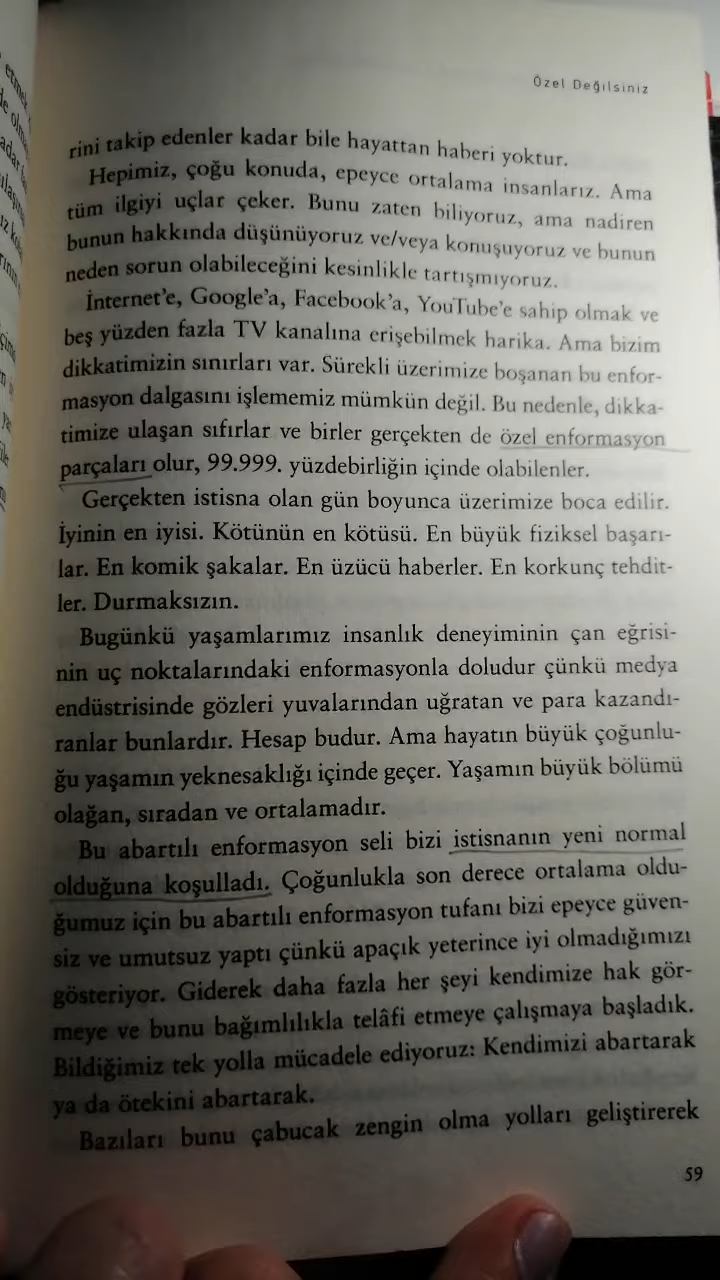 Özel Değilsiniz
rini takip edenler kadar bile hayattan haberi yoktur.
Hepimiz, çoğu konuda, epeyce ortalama insanlarız. Ama
tüm ilgiyi uçlar çeker. Bunu zaten biliyoruz, ama nadiren
bunun hakkında düşünüyoruz ve/veya konuşuyoruz ve bunun
neden sorun olabileceğini kesinlikle tartışmıyoruz.
İnternet'e, Google'a, Facebook'a, YouTube'e sahip olmak ve
beş yüzden fazla TV kanalına erişebilmek harika. Ama bizim
dikkatimizin sınırları var. Sürekli üzerimize boşanan bu enfor-
masyon dalgasını işlememiz mümkün değil. Bu nedenle, dikka-
timize ulaşan sıfırlar ve birler gerçekten de özel enformasyon
parçaları olur, 99.999. yüzdebirliğin içinde olabilenler.
Gerçekten istisna olan gün boyunca üzerimize boca edilir.
İyinin en iyisi. Kötünün en kötüsü. En büyük fiziksel başarı-
lar. En komik şakalar. En üzücü haberler. En korkunç tehdit-
ler. Durmaksızın.
Bugünkü yaşamlarımız insanlık deneyiminin çan eğrisi-
nin uç noktalarındaki enformasyonla doludur çünkü medya
endüstrisinde gözleri yuvalarından uğratan ve para kazandı-
ranlar bunlardır. Hesap budur. Ama hayatın büyük çoğunlu-
ğu yaşamın yeknesaklığı içinde geçer. Yaşamın büyük bölümü
olağan, sıradan ve ortalamadır.
Bu abartılı enformasyon seli bizi istisnanın yeni normal
olduğuna koşulladı. Çoğunlukla son derece ortalama oldu-
ğumuz için bu abartılı enformasyon tufanı bizi epeyce güven-
siz ve umutsuz yaptı çünkü apaçık yeterince iyi olmadığımızı
gösteriyor. Giderek daha fazla her şeyi kendimize hak gör-
meye ve bunu bağımlılıkla telâfi etmeye çalışmaya başladık.
Bildiğimiz tek yolla mücadele ediyoruz: Kendimizi abartarak
ya da ötekini abartarak.
Bazıları bunu çabucak zengin olma yolları geliştirerek
59